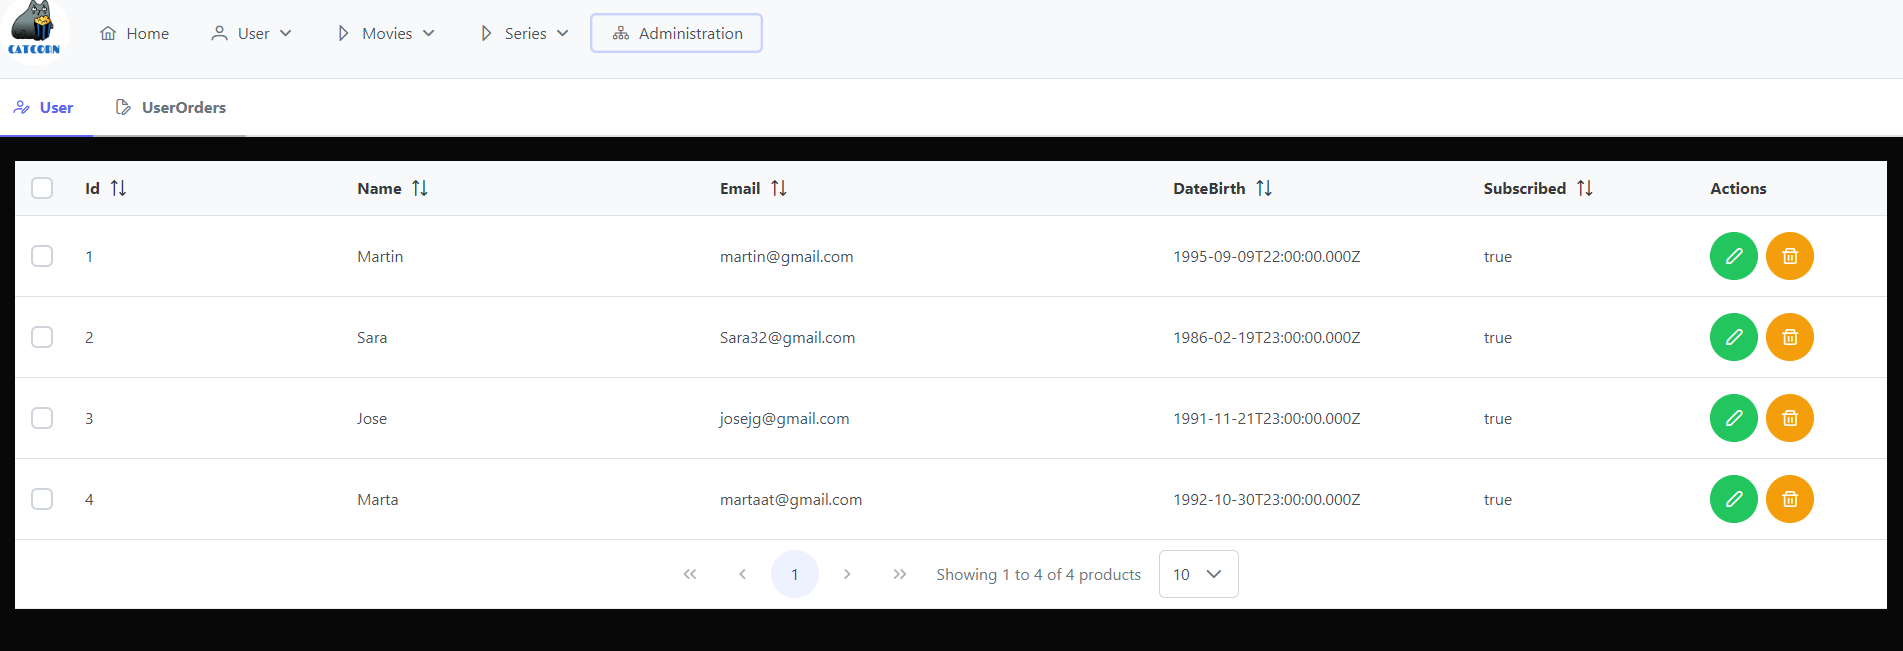 CATCORN
Home User Movies Series Administration
User UserOrders
Id Name Email DateBirth Subscribed Actions
1 Martin martin@gmail.com 1995-09-09T22:00:00.000Z true
2 Sara Sara32@gmail.com 1986-02-19T23:00:00.000Z true
3 Jose josejg@gmail.com 1991-11-21T23:00:00.000Z true
4 Marta martaat@gmail.com 1992-10-30T23:00:00.000Z true
1 Showing 1 to 4 of 4 products 10